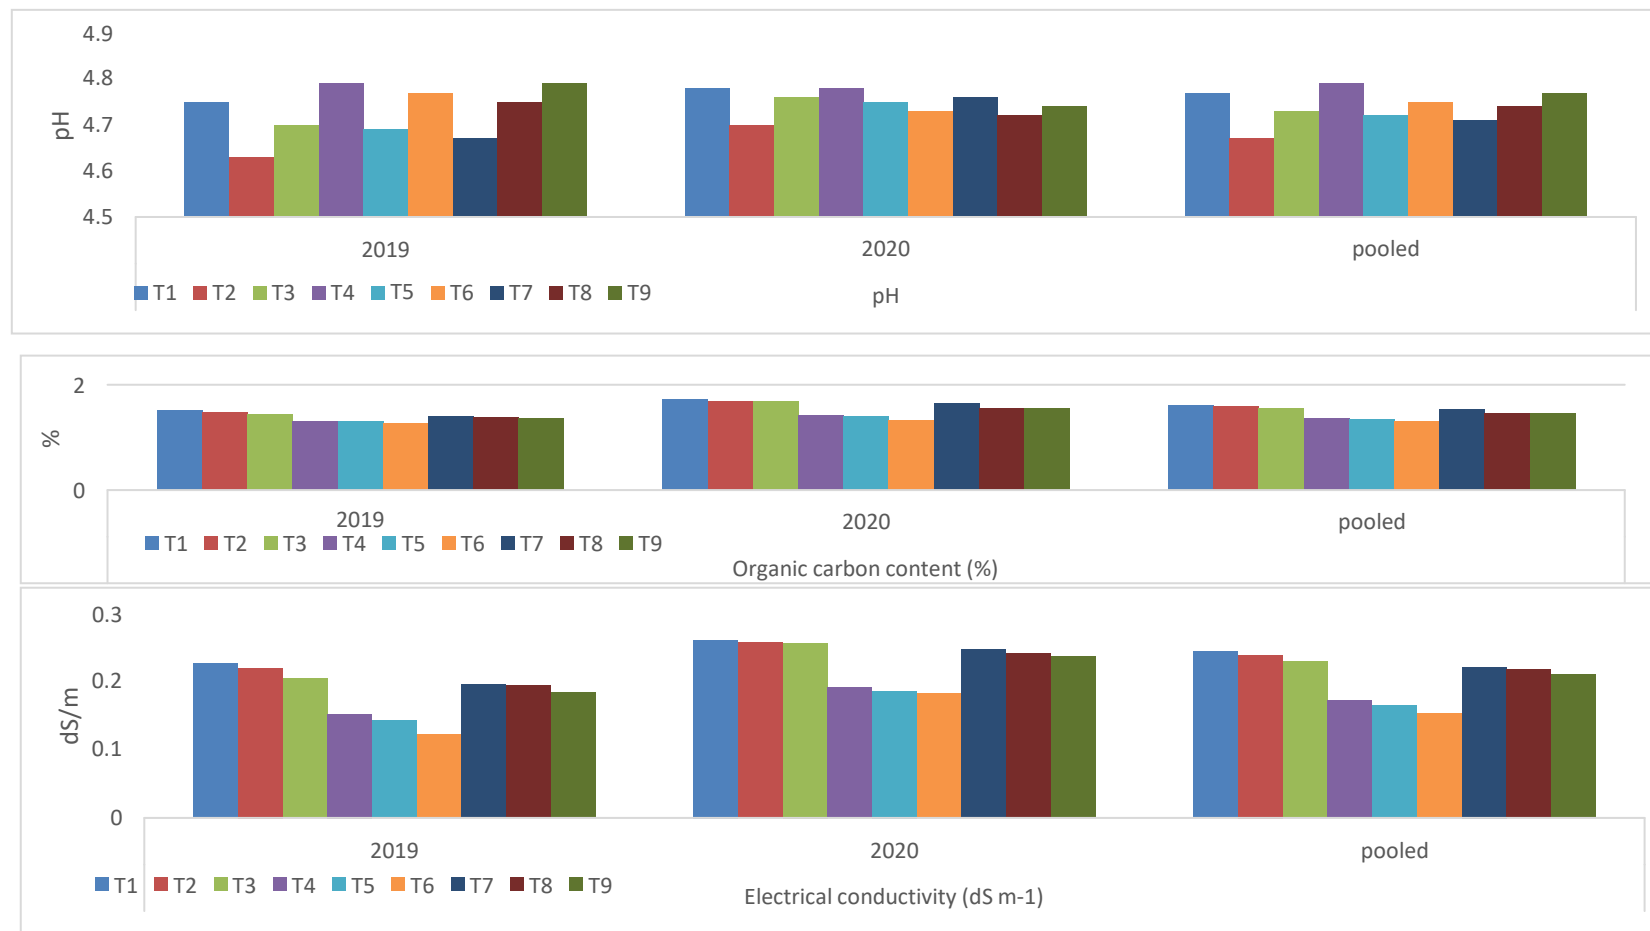 4.9
4.8
4.7
4.6
4.5
pH
2019 2020 pooled
T1 T2 T3 T4 T5 T6 T7 T8 T9
pH
2
0
%
2019 2020 pooled
T1 T2 T3 T4 T5 T6 T7 T8 T9
Organic carbon content (%)
0.3
0.2
0.1
0
dS/m
2019 2020 pooled
T1 T2 T3 T4 T5 T6 T7 T8 T9
Electrical conductivity (dS m-1)